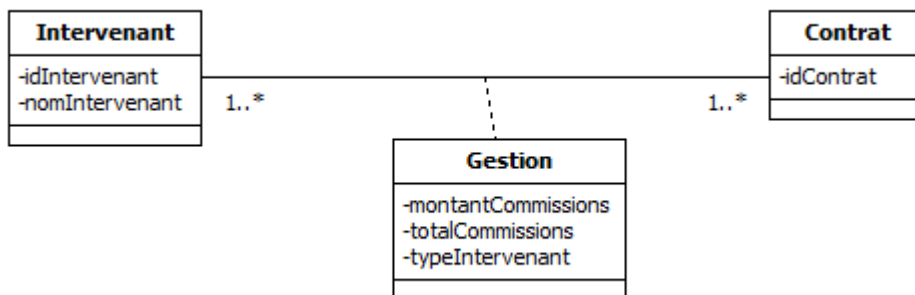 Intervenant
-idIntervenant
-nomIntervenant
1..*
1..*
Contrat
-idContrat
Gestion
-montantCommissions
-totalCommissions
-typeIntervenant